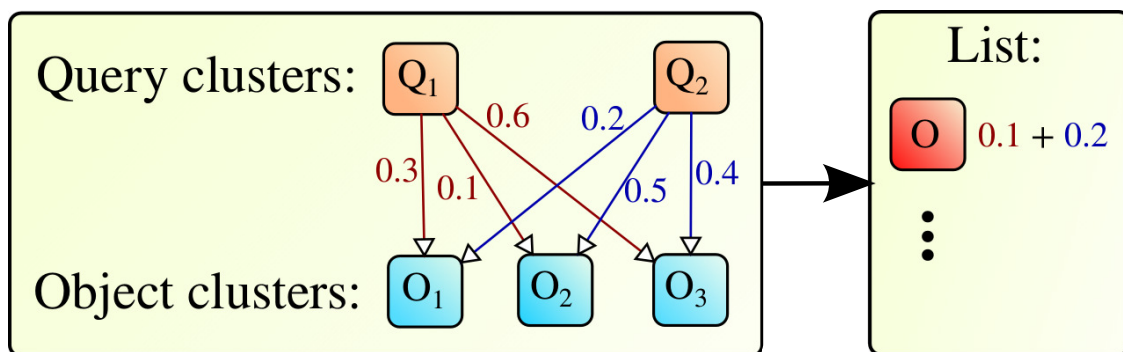 Query clusters:
Q₁
Q₂
0.6
0.2
0.3
0.1
0.5
0.4
Object clusters:
O₁
O₂
O₃
List:
O
0.1 + 0.2